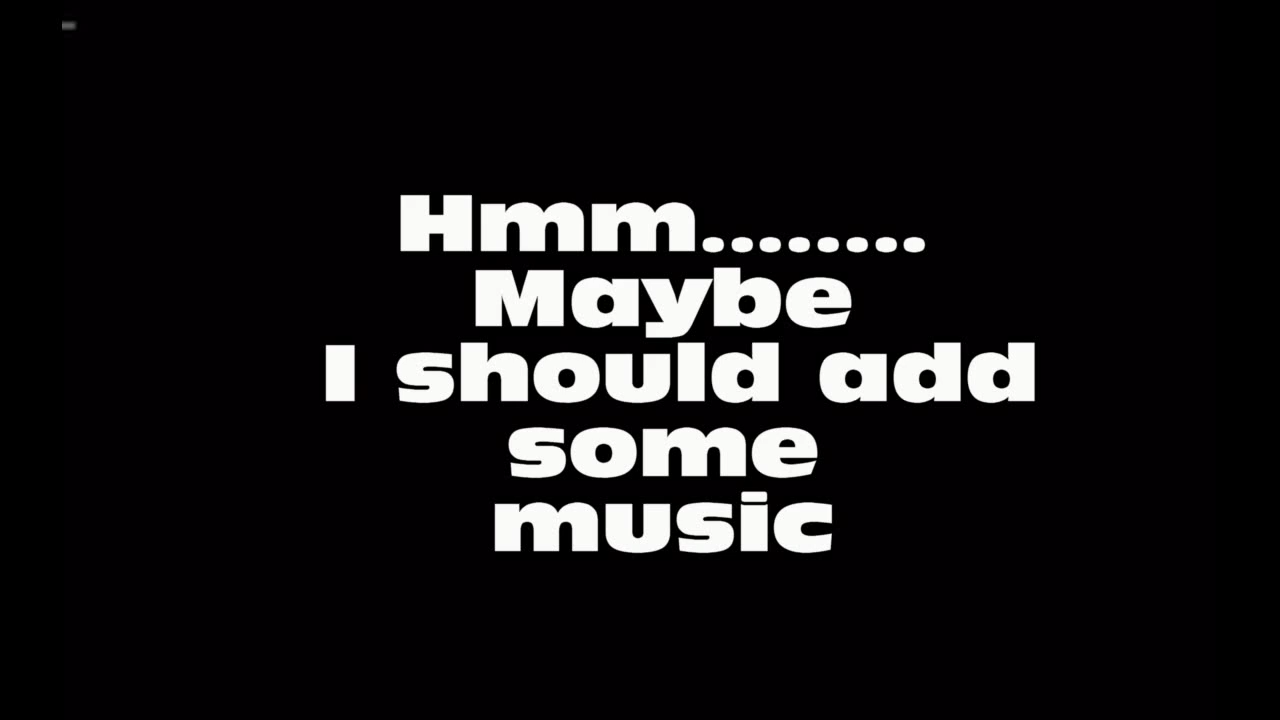 Hmm........
Maybe
I should add
some
music